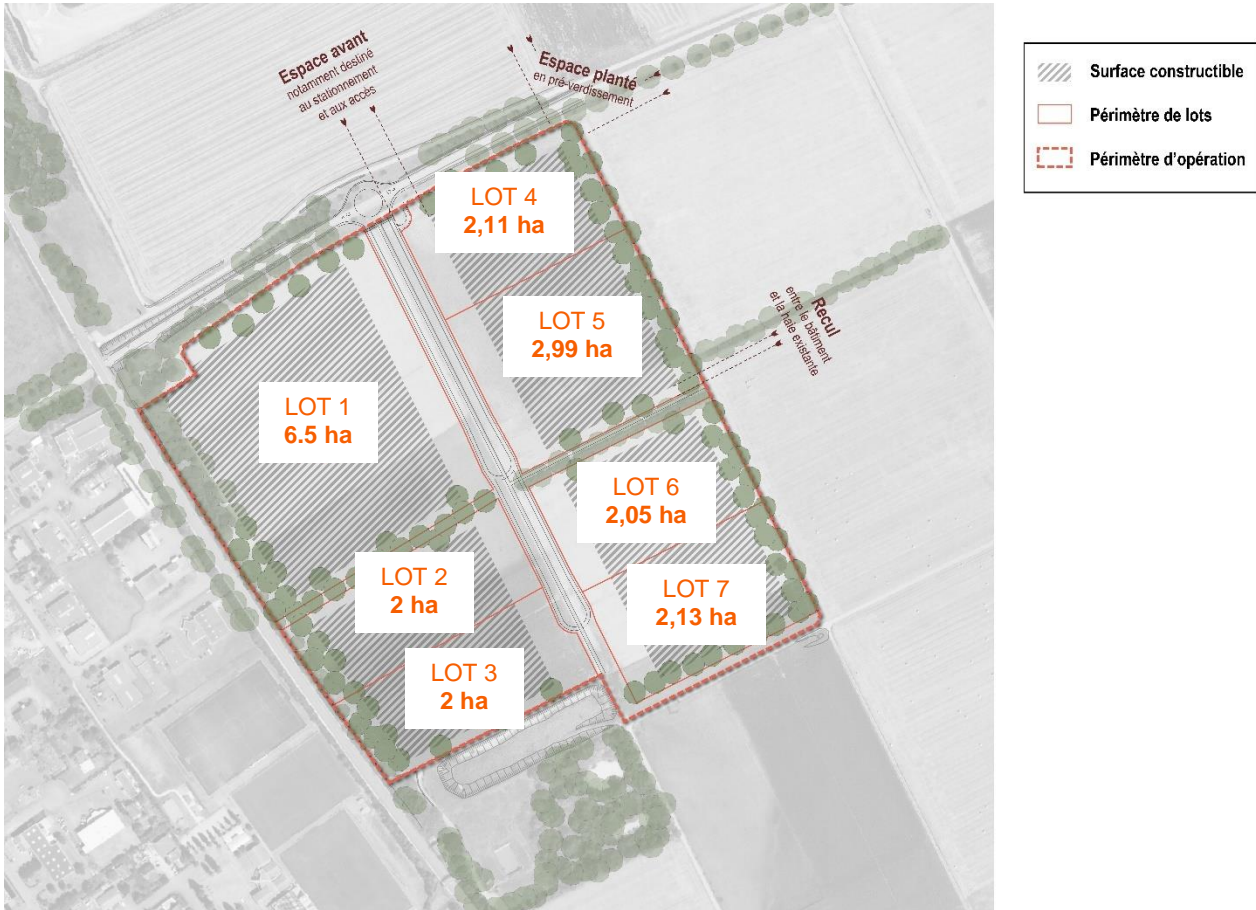 Espace avant
notamment destiné
au stationnement
et aux accès
Espace planté
en pré-verdissement
Surface constructible
Périmètre de lots
Périmètre d'opération
LOT 4
2,11 ha
LOT 5
2,99 ha
Recul
entre le bâtiment
et la haie existante
LOT 1
6.5 ha
LOT 6
2,05 ha
LOT 2
2 ha
LOT 7
2,13 ha
LOT 3
2 ha